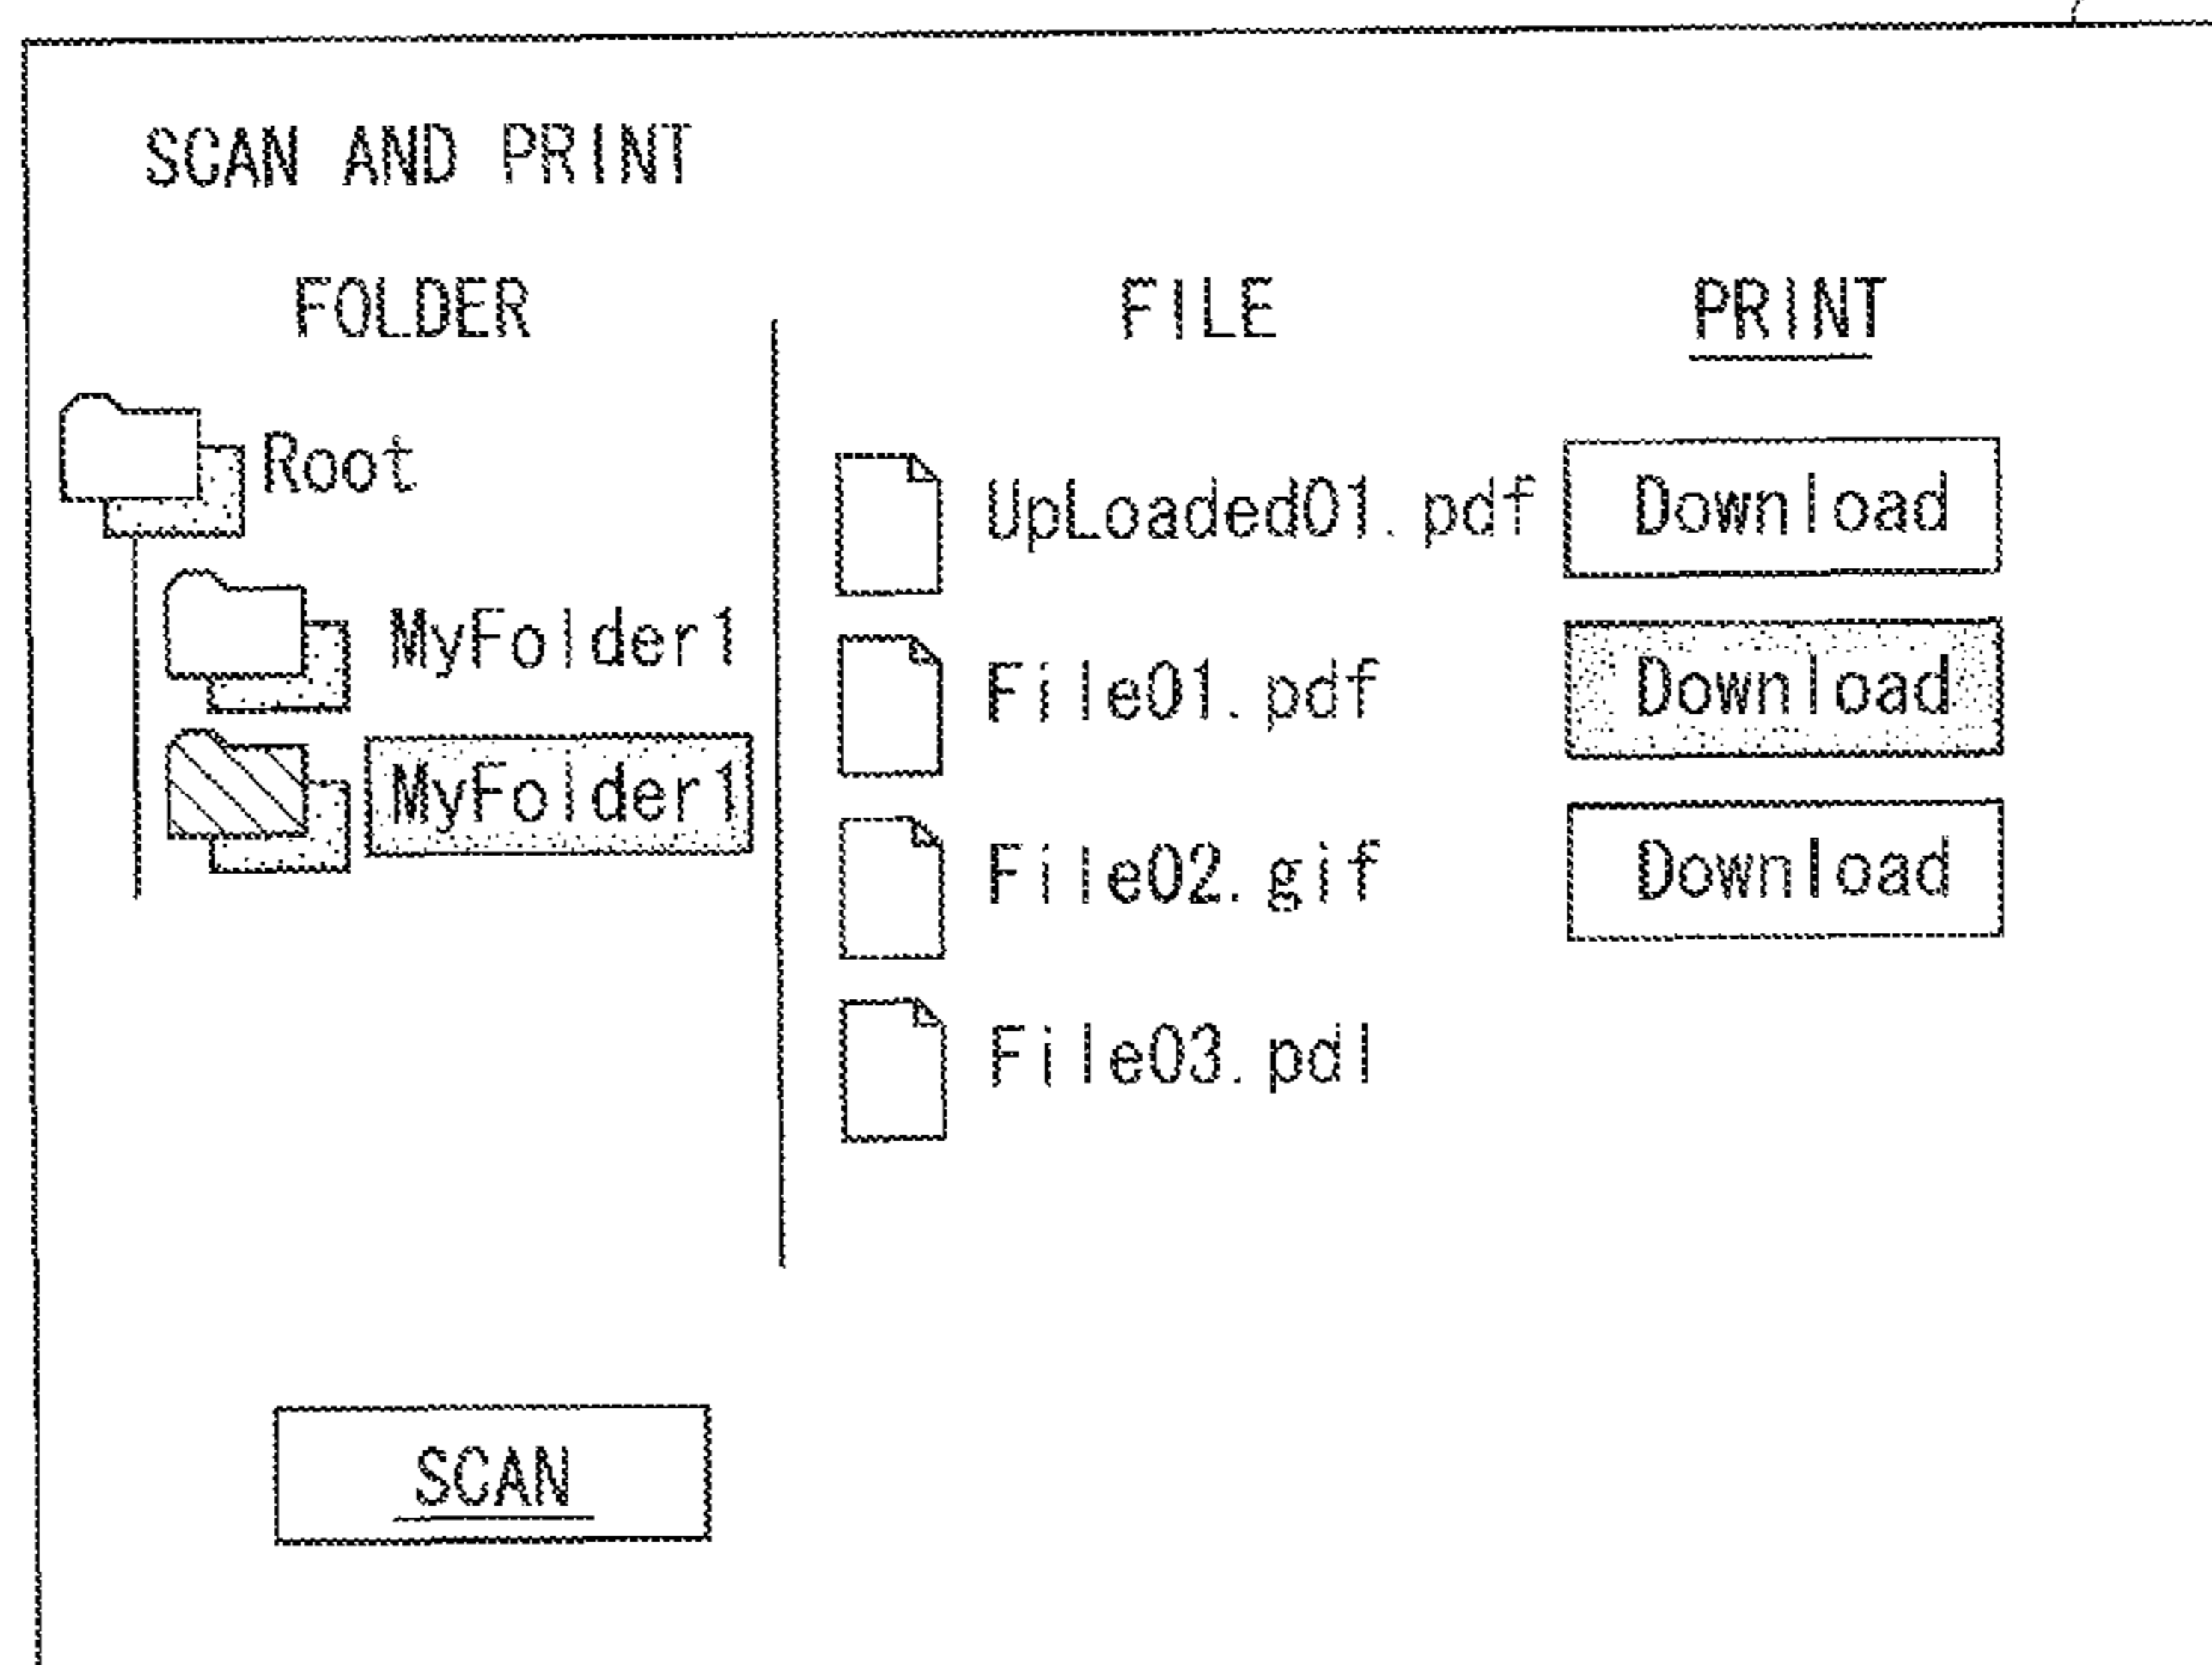 SCAN AND PRINT
FOLDER FILE PRINT
Root
MyFolder1
MyFolder1
UpLoaded01.pdf Download
File01.pdf Download
File02.gif Download
File03.pdl
SCAN